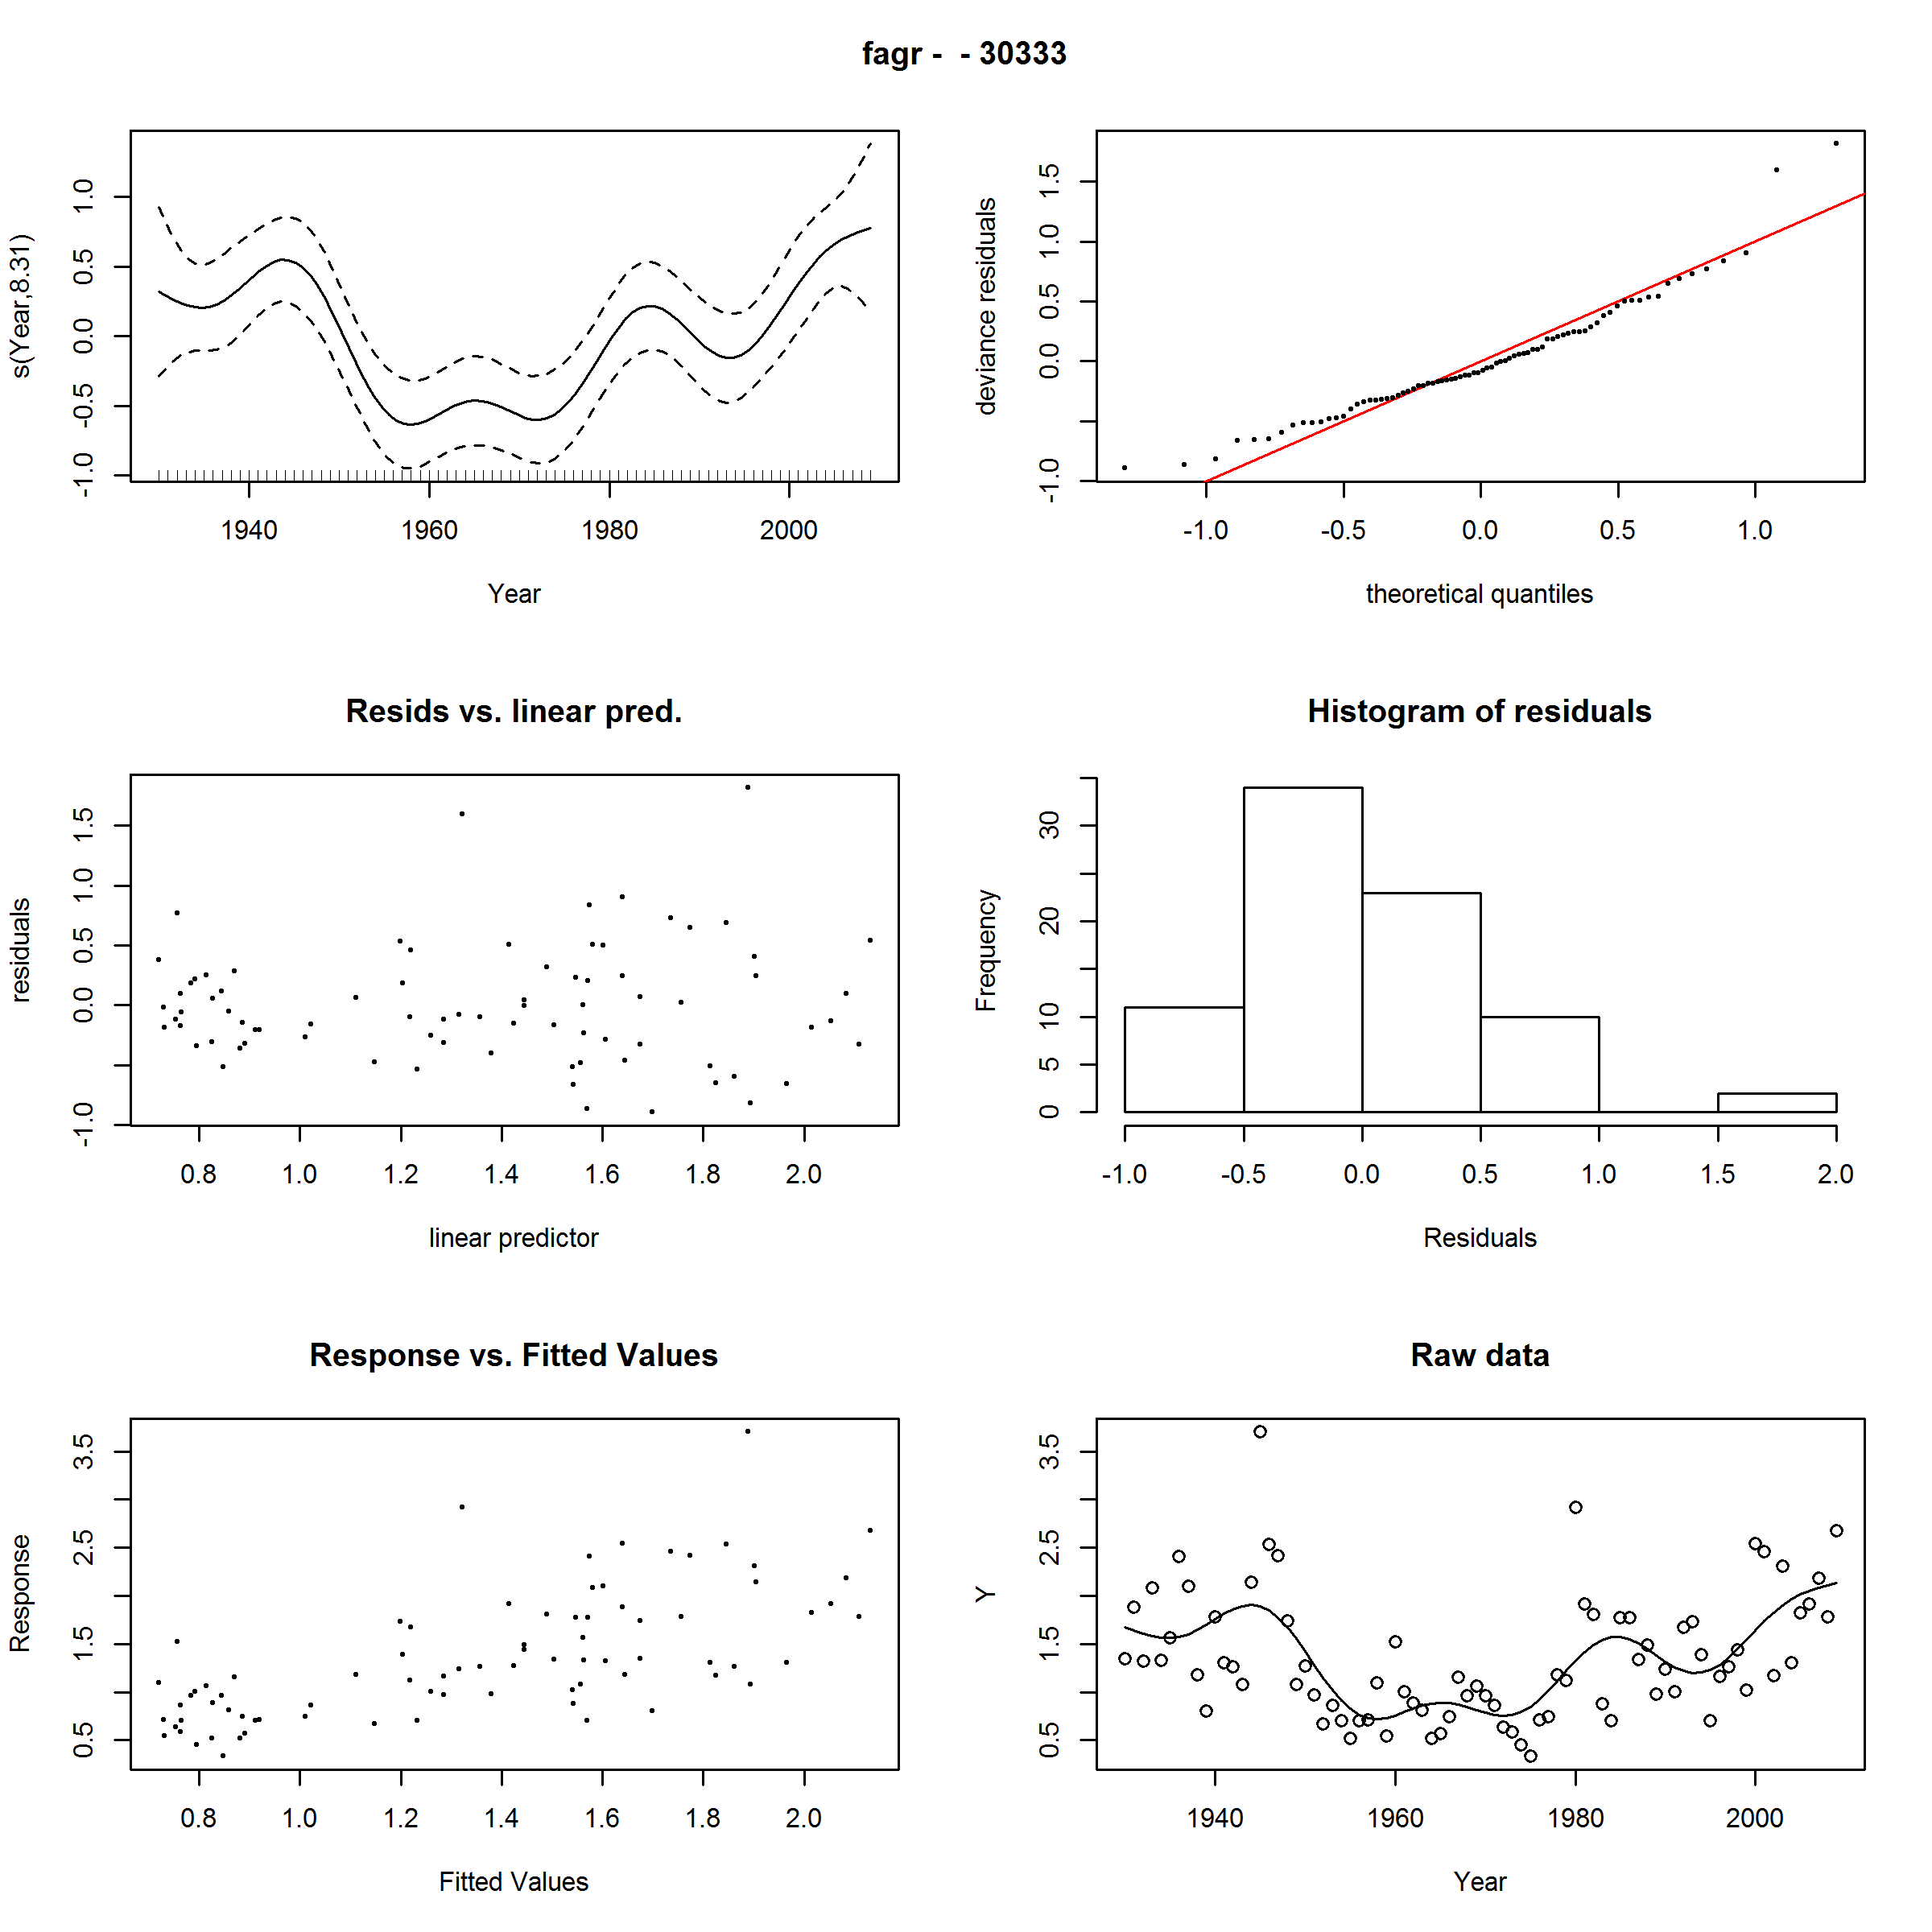 fagr -  - 30333
s(Year,8.31)
-1.0 -0.5 0.0 0.5 1.0
1940 1960 1980 2000
Year
deviance residuals
-1.0 0.0 0.5 1.0 1.5
-1.0 -0.5 0.0 0.5 1.0
theoretical quantiles
Resids vs. linear pred.
residuals
-1.0 0.0 0.5 1.0 1.5
0.8 1.0 1.2 1.4 1.6 1.8 2.0
linear predictor
Histogram of residuals
Frequency
0 5 10 20 30
-1.0 -0.5 0.0 0.5 1.0 1.5 2.0
Residuals
Response vs. Fitted Values
Response
0.5 1.5 2.5 3.5
0.8 1.0 1.2 1.4 1.6 1.8 2.0
Fitted Values
Raw data
Y
0.5 1.5 2.5 3.5
1940 1960 1980 2000
Year